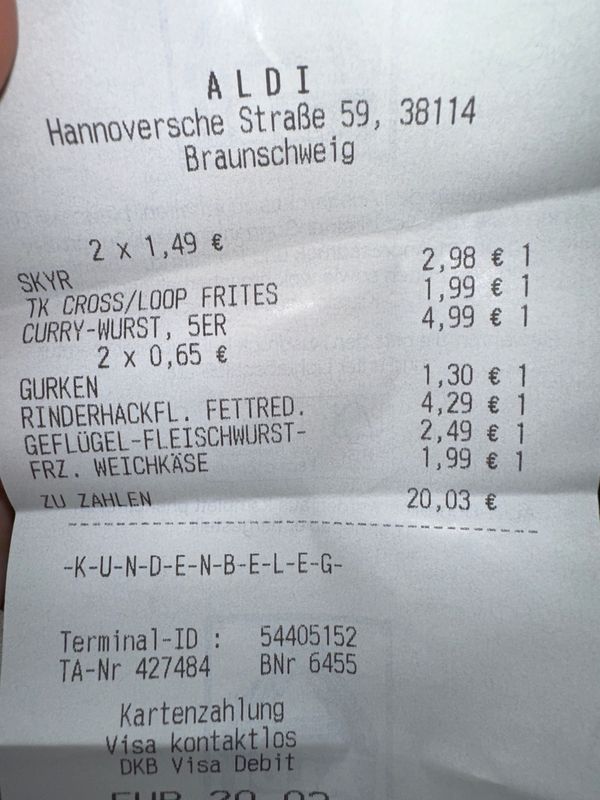 ALDI
Hannoversche Straße 59, 38114
Braunschweig
2 x 1,49 €
SKYR 2,98 € 1
TK CROSS/LOOP FRITES 1,99 € 1
CURRY-WURST, 5ER 4,99 € 1
2 x 0,65 €
GURKEN 1,30 € 1
RINDERHACKFL. FETTRED. 4,29 € 1
GEFLÜGEL-FLEISCHWURST- 2,49 € 1
FRZ. WEICHKÄSE 1,99 € 1
ZU ZAHLEN 20,03 €
-K-U-N-D-E-N-B-E-L-E-G-
Terminal-ID : 54405152
TA-Nr 427484 BNr 6455
Kartenzahlung
Visa kontaktlos
DKB Visa Debit
EUR 20,03